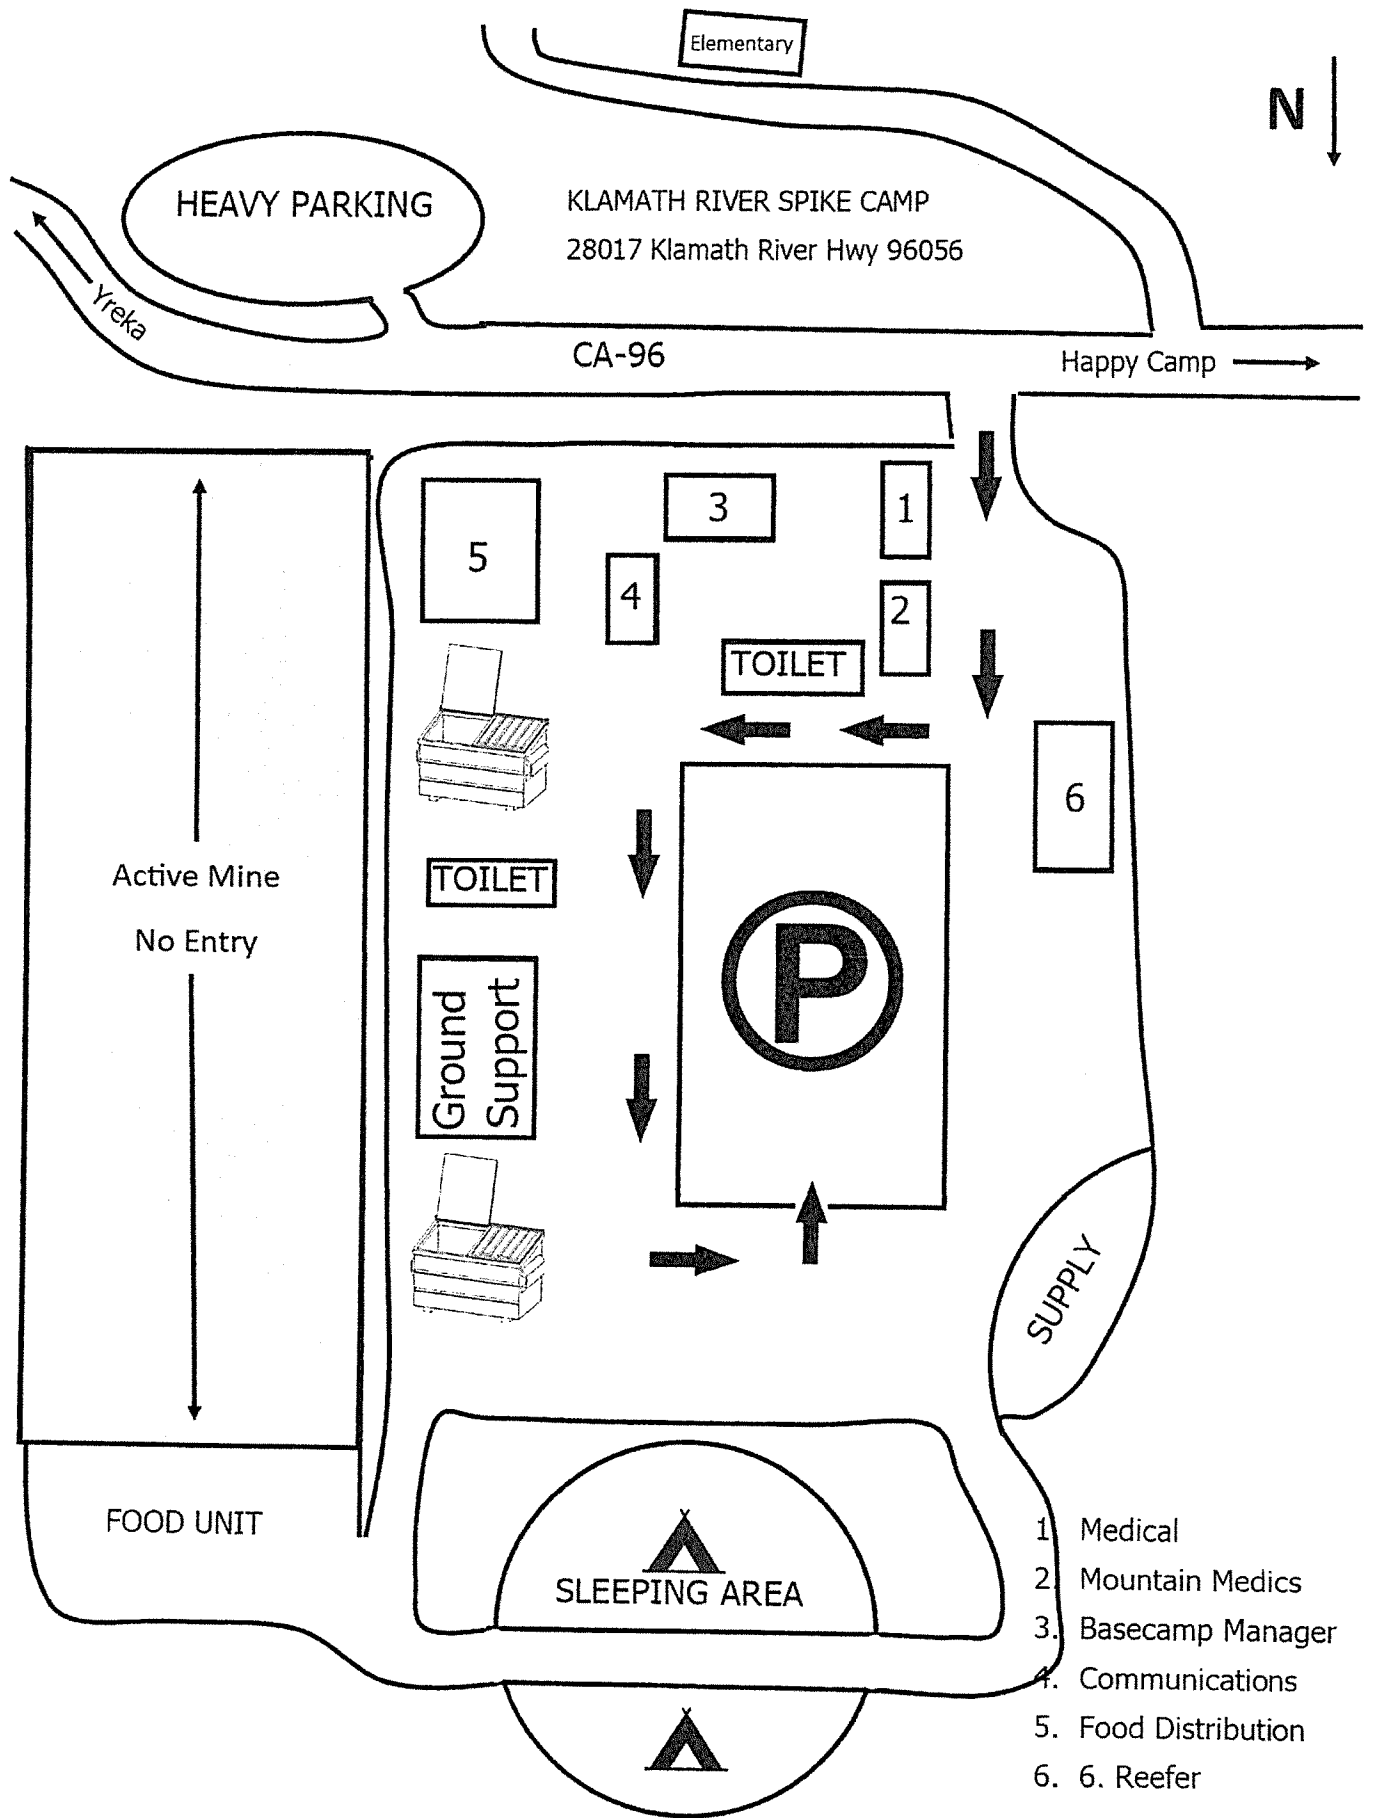 Elementary
N
HEAVY PARKING
KLAMATH RIVER SPIKE CAMP
28017 Klamath River Hwy 96056
Yreka
CA-96
Happy Camp
5
3
1
4
2
TOILET
6
Active Mine
No Entry
TOILET
P
Ground
Support
SUPPLY
FOOD UNIT
SLEEPING AREA
1 Medical
2. Mountain Medics
3. Basecamp Manager
4. Communications
5. Food Distribution
6. 6. Reefer